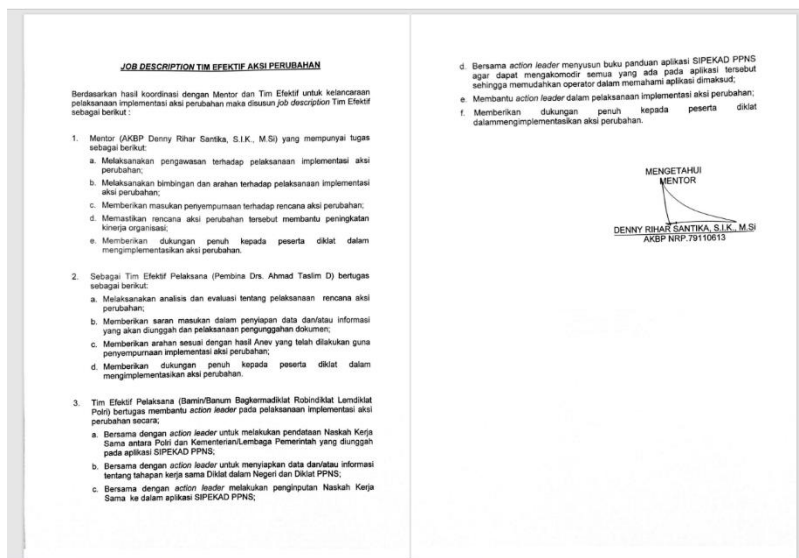 JOB DESCRIPTION TIM EFEKTIF AKSI PERUBAHAN
Berdasarkan hasil koordinasi dengan Mentor dan Tim Efektif untuk kelancaraan
pelaksanaan implementasi aksi perubahan maka disusun job description Tim Efektif
sebagai berikut :
1. Mentor (AKBP Denny Rihar Santika, S.I.K., M.Si) yang mempunyai tugas
sebagai berikut:
a. Melaksanakan pengawasan terhadap pelaksanaan implementasi aksi
perubahan;
b. Melaksanakan bimbingan dan arahan terhadap pelaksanaan implementasi
aksi perubahan;
c. Memberikan masukan penyempurnaan terhadap rencana aksi perubahan;
d. Memastikan rencana aksi perubahan tersebut membantu peningkatan
kinerja organisasi;
e. Memberikan dukungan penuh kepada peserta diklat dalam
mengimplementasikan aksi perubahan.
2. Sebagai Tim Efektif Pelaksana (Pembina Drs. Ahmad Taslim D) bertugas
sebagai berikut:
a. Melaksanakan analisis dan evaluasi tentang pelaksanaan rencana aksi
perubahan;
b. Memberikan saran masukan dalam penyiapan data dan/atau informasi
yang akan diunggah dan pelaksanaan pengunggahan dokumen;
c. Memberikan arahan sesuai dengan hasil Anev yang telah dilakukan guna
penyempurnaan implementasi aksi perubahan;
d. Memberikan dukungan penuh kepada peserta diklat dalam
mengimplementasikan aksi perubahan.
3. Tim Efektif Pelaksana (Bamin/Banum Bagkermadiklat Robindiklat Lemdiklat
Polri) bertugas membantu action leader pada pelaksanaan implementasi aksi
perubahan secara;
a. Bersama dengan action leader untuk melakukan pendataan Naskah Kerja
Sama antara Polri dan Kementerian/Lembaga Pemerintah yang diunggah
pada aplikasi SIPEKAD PPNS;
b. Bersama dengan action leader untuk menyiapkan data dan/atau informasi
tentang tahapan kerja sama Diklat dalam Negeri dan Diklat PPNS;
c. Bersama dengan action leader melakukan penginputan Naskah Kerja
Sama ke dalam aplikasi SIPEKAD PPNS;
d. Bersama action leader menyusun buku panduan aplikasi SIPEKAD PPNS
agar dapat mengakomodir semua yang ada pada aplikasi tersebut
sehingga memudahkan operator dalam memahami aplikasi dimaksud;
e. Membantu action leader dalam pelaksanaan implementasi aksi perubahan;
f. Memberikan dukungan penuh kepada peserta diklat
dalammengimplementasikan aksi perubahan.
MENGETAHUI
MENTOR
DENNY RIHAR SANTIKA, S.I.K., M.Si
AKBP NRP.79110613